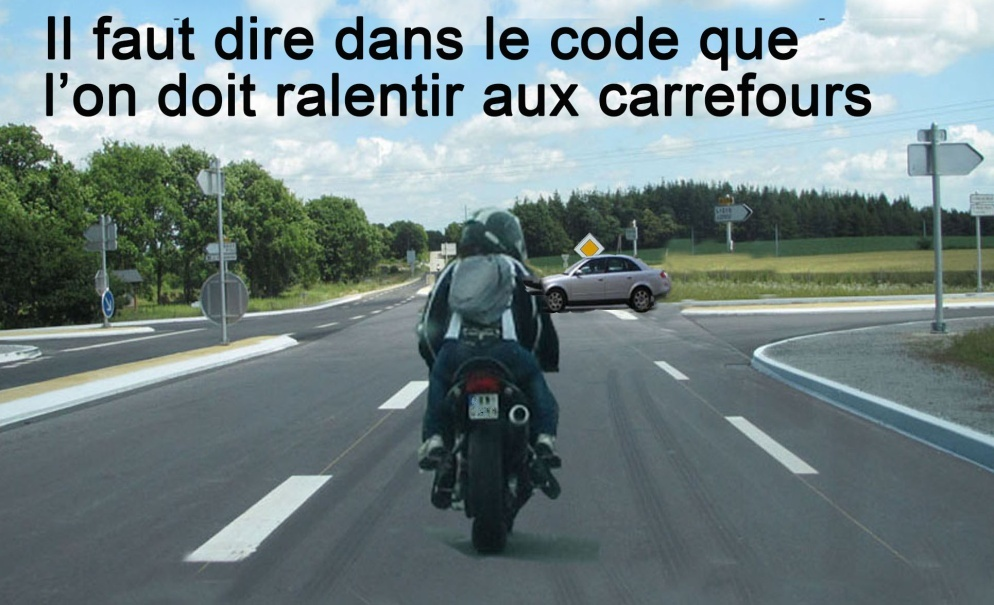 Il faut dire dans le code que
l'on doit ralentir aux carrefours